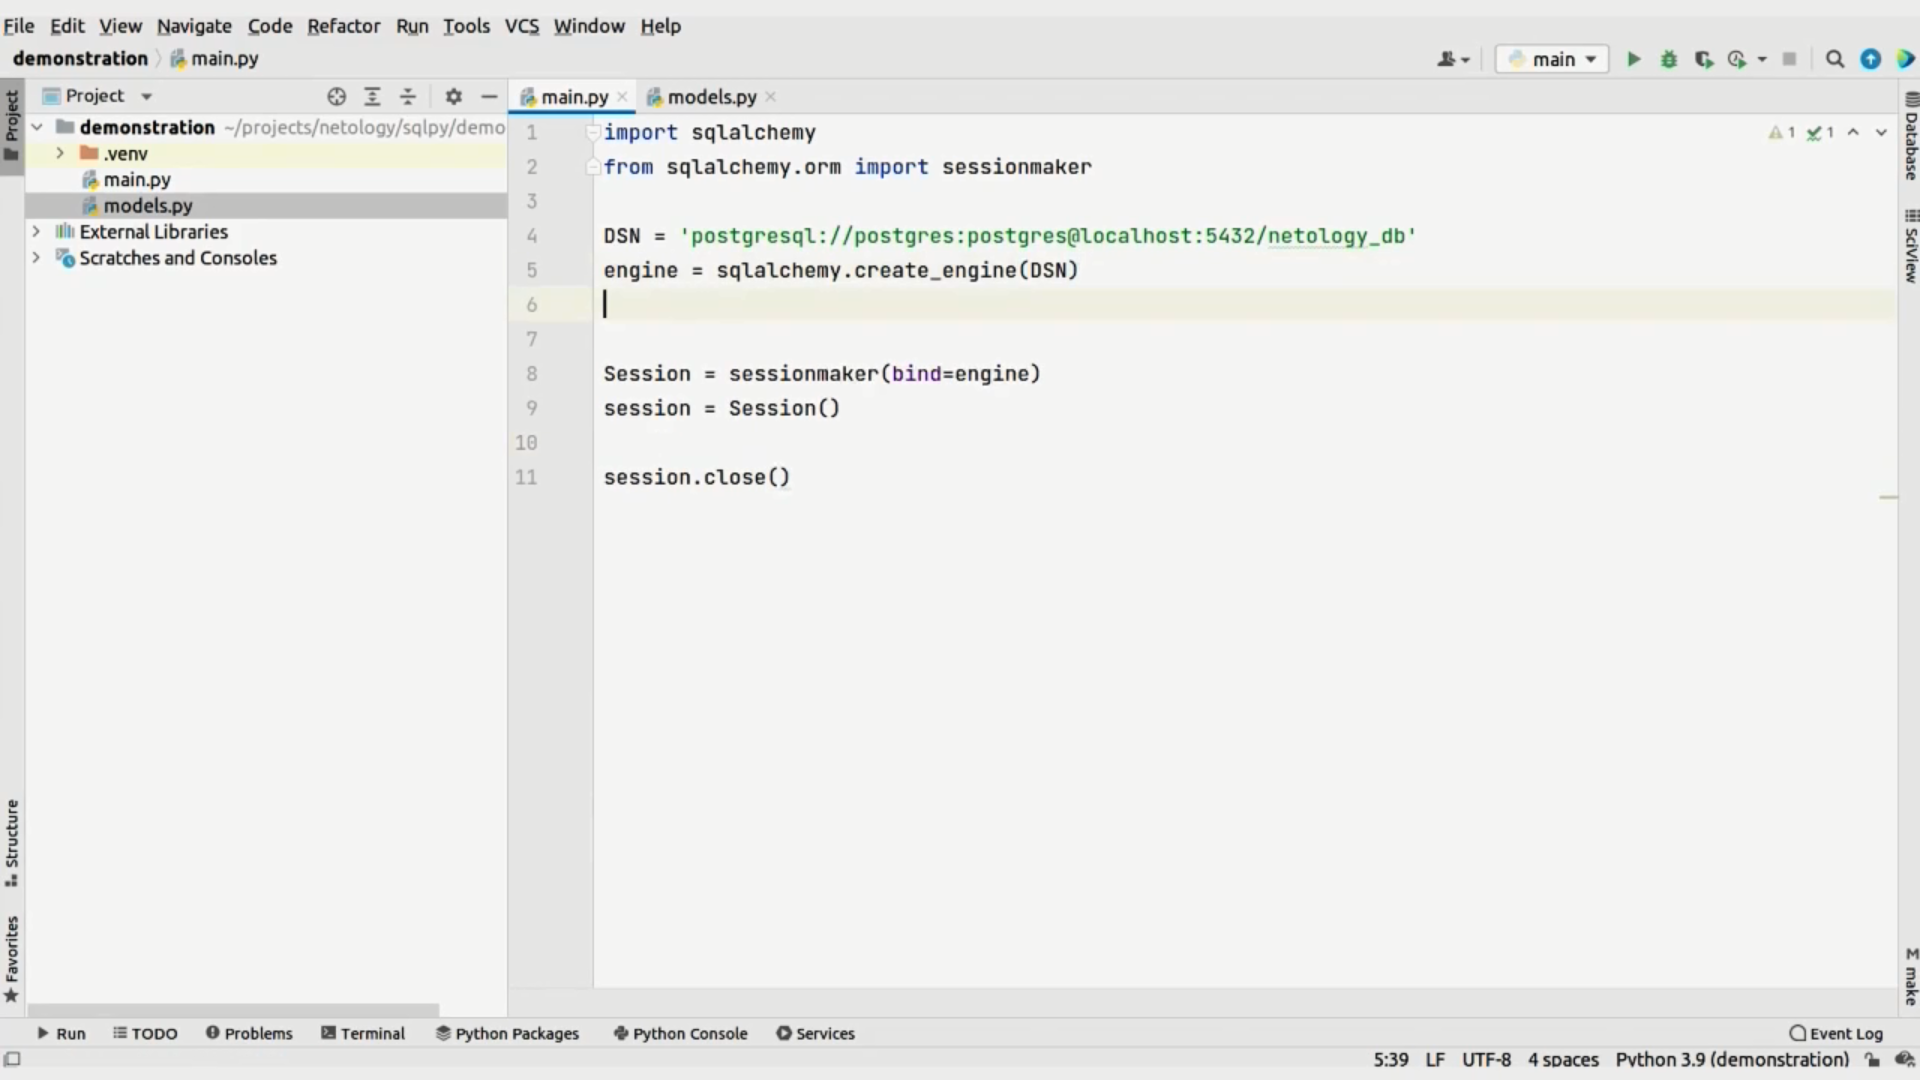 File Edit View Navigate Code Refactor Run Tools VCS Window Help
demonstration main.py
main
Project
main.py
models.py
demonstration ~/projects/netology/sqlpy/demo
.venv
main.py
models.py
External Libraries
Scratches and Consoles
1 import sqlalchemy
2 from sqlalchemy.orm import sessionmaker
3
4 DSN = 'postgresql://postgres:postgres@localhost:5432/netology_db'
5 engine = sqlalchemy.create_engine(DSN)
6
7
8 Session = sessionmaker(bind=engine)
9 session = Session()
10
11 session.close()
1 1
Project
Structure
Favorites
Database
SciView
M make
Run TODO Problems Terminal Python Packages Python Console Services Event Log
5:39 LF UTF-8 4 spaces Python 3.9 (demonstration)